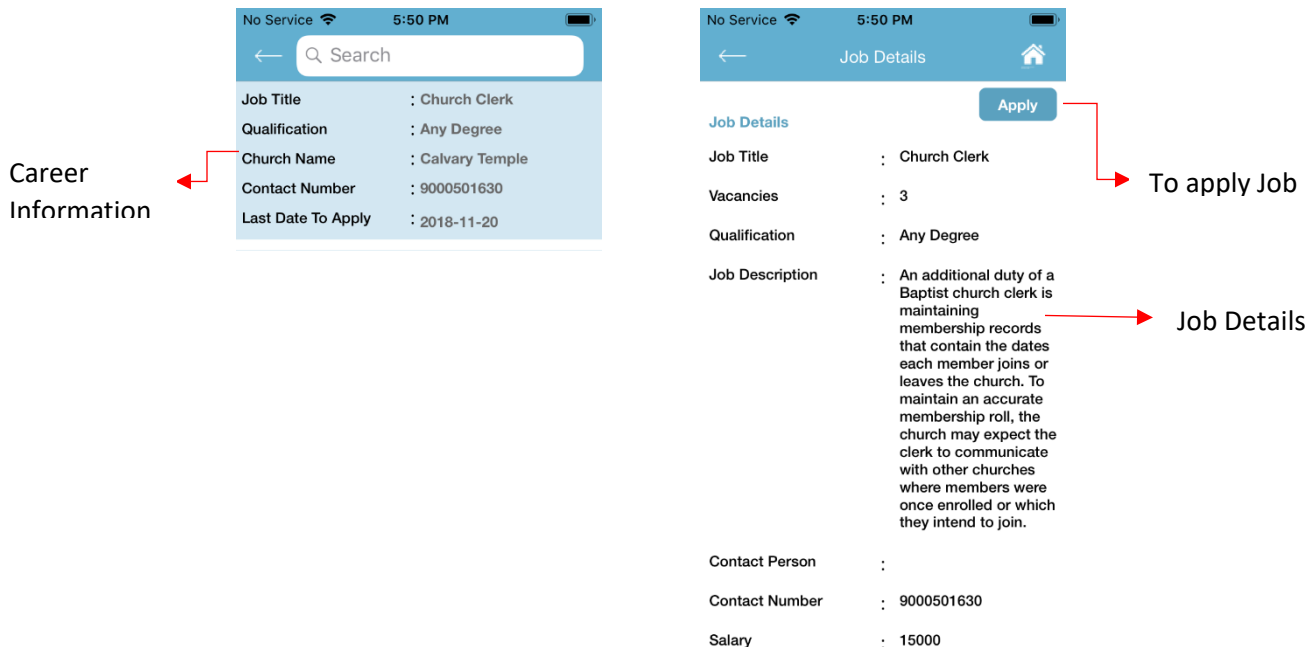 No Service 5:50 PM
Search
Job Title : Church Clerk
Qualification : Any Degree
Church Name : Calvary Temple
Contact Number : 9000501630
Last Date To Apply : 2018-11-20
Career
Information
No Service 5:50 PM
Job Details
Apply
Job Details
Job Title : Church Clerk
Vacancies : 3
Qualification : Any Degree
Job Description : An additional duty of a
Baptist church clerk is
maintaining
membership records
that contain the dates
each member joins or
leaves the church. To
maintain an accurate
membership roll, the
church may expect the
clerk to communicate
with other churches
where members were
once enrolled or which
they intend to join.
Contact Person :
Contact Number : 9000501630
Salary : 15000
To apply Job
Job Details